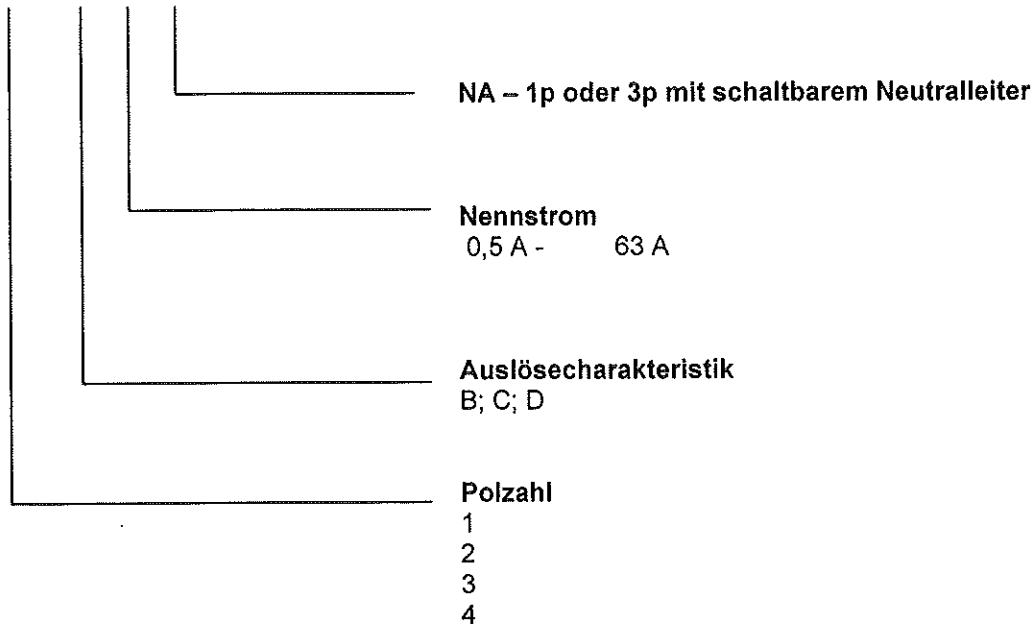 NA – 1p oder 3p mit schaltbarem Neutralleiter
Nennstrom
0,5 A - 63 A
Auslösecharakteristik
B; C; D
Polzahl
1
2
3
4